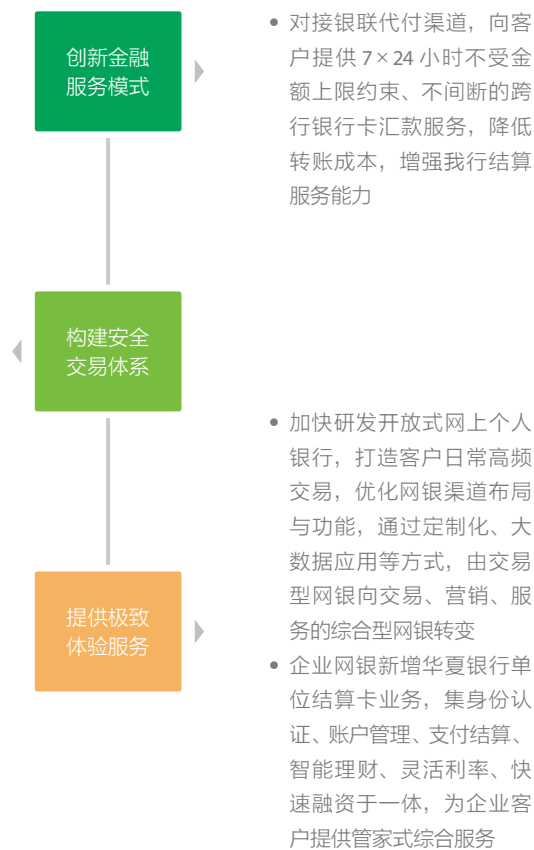 创新金融
服务模式
• 对接银联代付渠道，向客
户提供 7×24 小时不受金
额上限约束、不间断的跨
行银行卡汇款服务，降低
转账成本，增强我行结算
服务能力
构建安全
交易体系
提供极致
体验服务
• 加快研发开放式网上个人
银行，打造客户日常高频
交易，优化网银渠道布局
与功能，通过定制化、大
数据应用等方式，由交易
型网银向交易、营销、服
务的综合型网银转变
• 企业网银新增华夏银行单
位结算卡业务，集身份认
证、账户管理、支付结算、
智能理财、灵活利率、快
速融资于一体，为企业客
户提供管家式综合服务